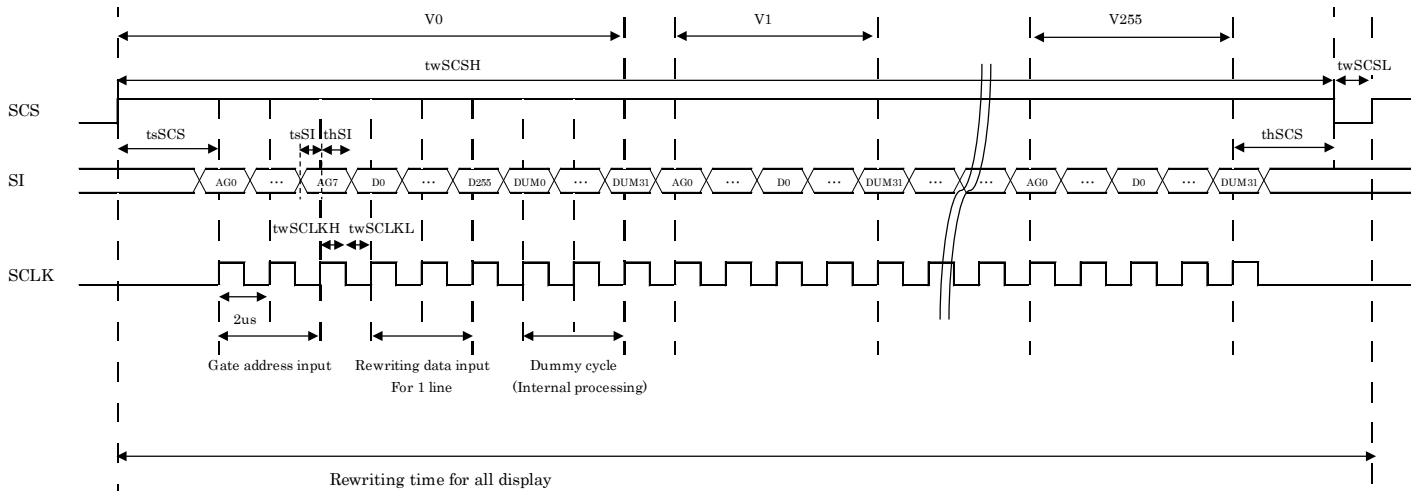 V0 V1 V255
twSCSH twSCSL
SCS
tsSCS tsSI thSI thSCS
SI AG0 ... AG7 D0 ... D255 DUM0 ... DUM31 AG0 ... D0 ... DUM31 ... ... AG0 ... D0 ... DUM31
twSCLKH twSCLKL
SCLK
2us
Gate address input Rewriting data input Dummy cycle
For 1 line (Internal processing)
Rewriting time for all display